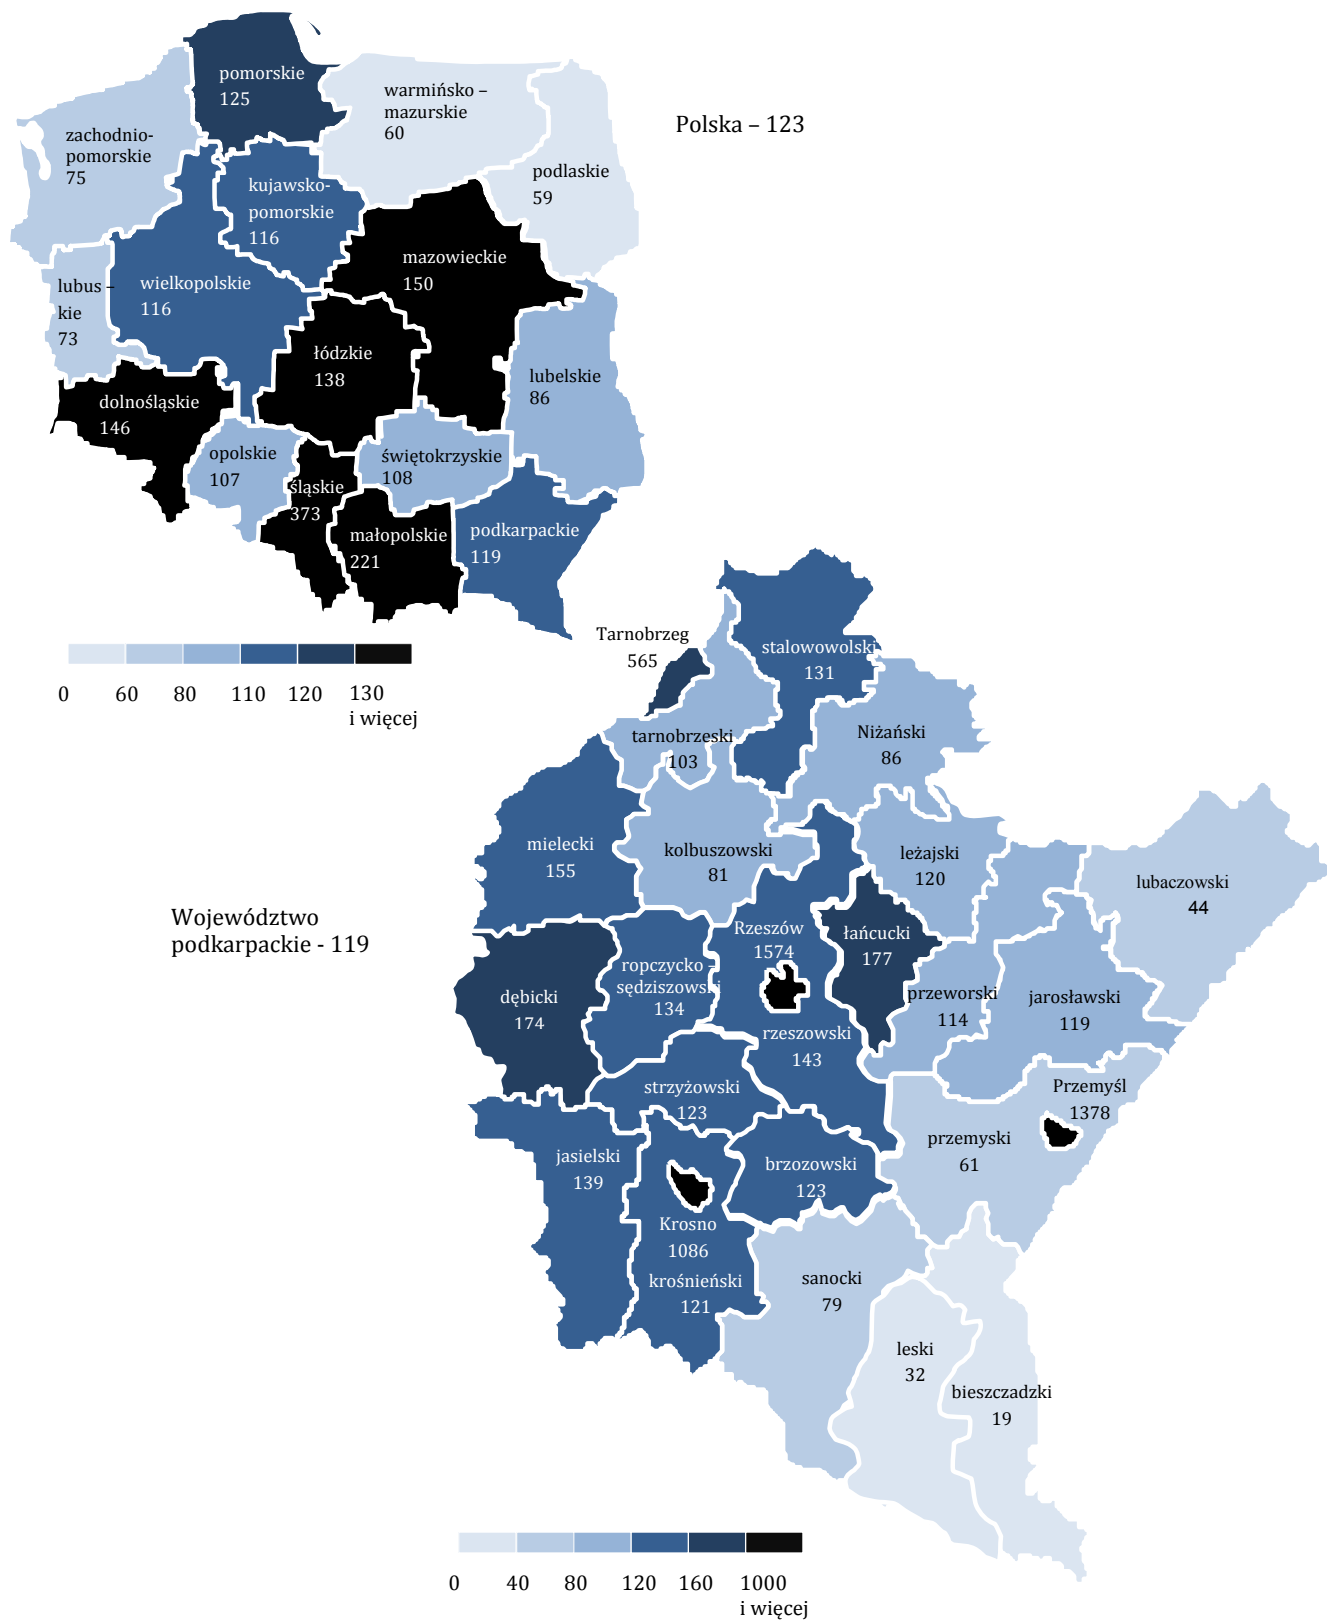 pomorskie
125
warmińsko –
mazurskie
60
Polska – 123
zachodnio-
pomorskie
75
podlaskie
59
kujawsko-
pomorskie
116
mazowieckie
150
lubus –
kie
73
wielkopolskie
116
łódzkie
138
lubelskie
86
dolnośląskie
146
opolskie
107
świętokrzyskie
108
śląskie
373
małopolskie
221
podkarpackie
119
0 60 80 110 120 130
i więcej
Tarnobrzeg
565
stalowowolski
131
tarnobrzeski
103
Niżański
86
mielecki
155
kolbuszowski
81
leżajski
120
lubaczowski
44
Województwo
podkarpackie - 119
Rzeszów
1574
łańcucki
177
dębicki
174
ropczycko –
sędziszowski
134
przeworski
114
jarosławski
119
rzeszowski
143
strzyżowski
123
Przemyśl
1378
przemyski
61
jasielski
139
brzozowski
123
Krosno
1086
krośnieński
121
sanocki
79
leski
32
bieszczadzki
19
0 40 80 120 160 1000
i więcej